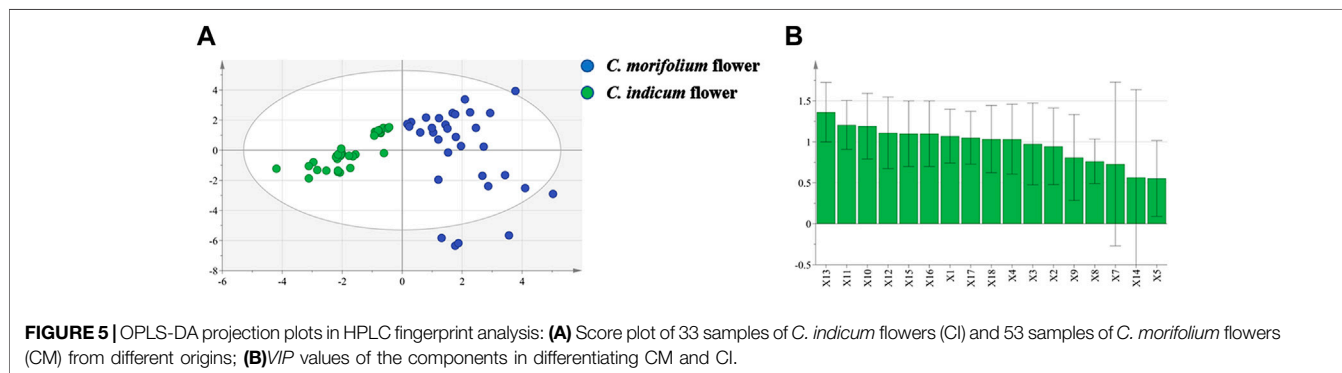 A
B
C. morifolium flower
C. indicum flower
4
2
0
-2
-4
-6
-8
-6 -4 -2 0 2 4
1.5
1
0.5
0
-0.5
X13 X11 X10 X12 X15 X16 X1 X17 X18 X4 X3 X2 X9 X8 X7 X14 X5
FIGURE 5 | OPLS-DA projection plots in HPLC fingerprint analysis: (A) Score plot of 33 samples of C. indicum flowers (CI) and 53 samples of C. morifolium flowers
(CM) from different origins; (B)VIP values of the components in differentiating CM and CI.